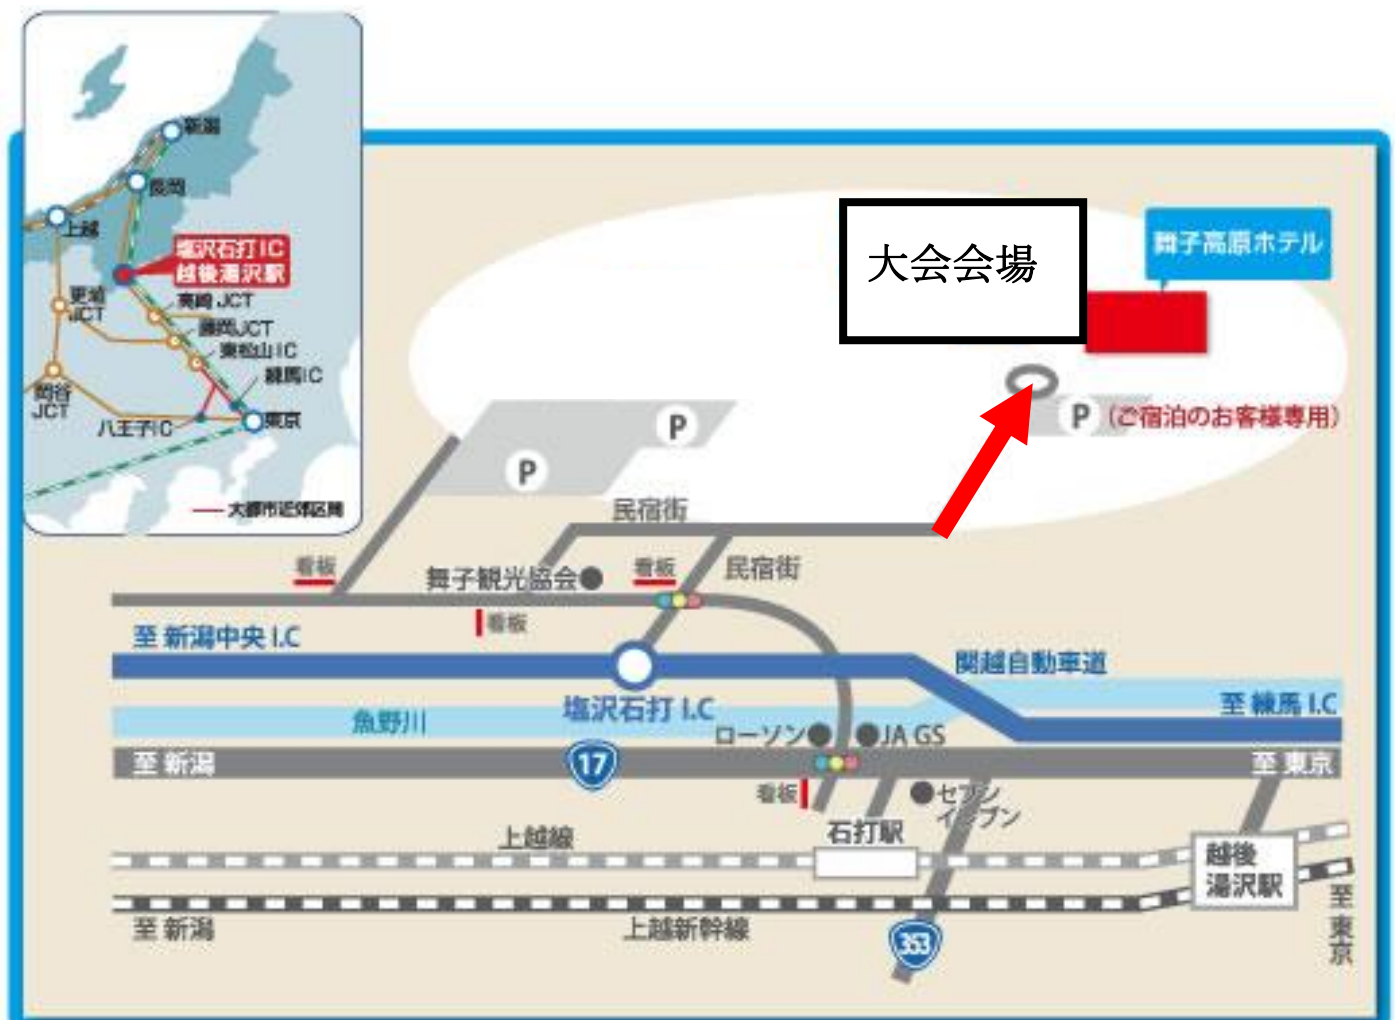 新潟
長岡
上越
塩沢石打IC
越後湯沢駅
更埴
JCT
高崎 JCT
藤岡JCT
東松山IC
練馬IC
岡谷
JCT
八王子IC
東京
大都市近郊区間
大会会場
舞子高原ホテル
P (ご宿泊のお客様専用)
P
P
民宿街
看板
舞子観光協会
看板
民宿街
看板
至 新潟中央 I.C
関越自動車道
塩沢石打 I.C
至 練馬 I.C
魚野川
ローソン
JA GS
至 新潟
17
至 東京
看板
セブン
イレブン
石打駅
上越線
越後
湯沢駅
至 新潟
上越新幹線
353
至東京